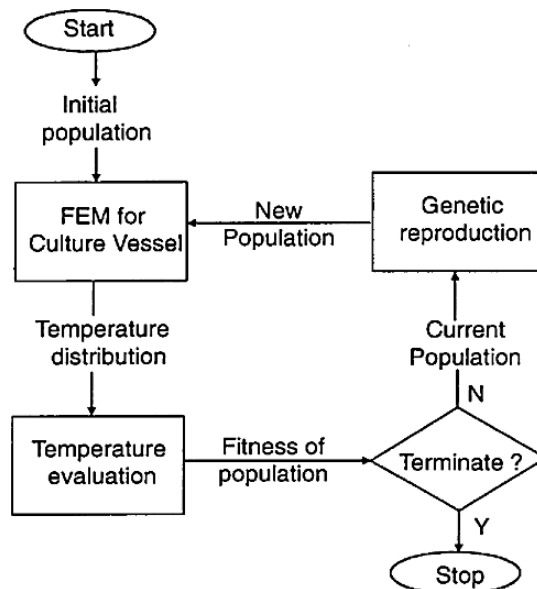 Start
Initial
population
FEM for
Culture Vessel
New
Population
Genetic
reproduction
Temperature
distribution
Current
Population
N
Temperature
evaluation
Fitness of
population
Terminate ?
Y
Stop